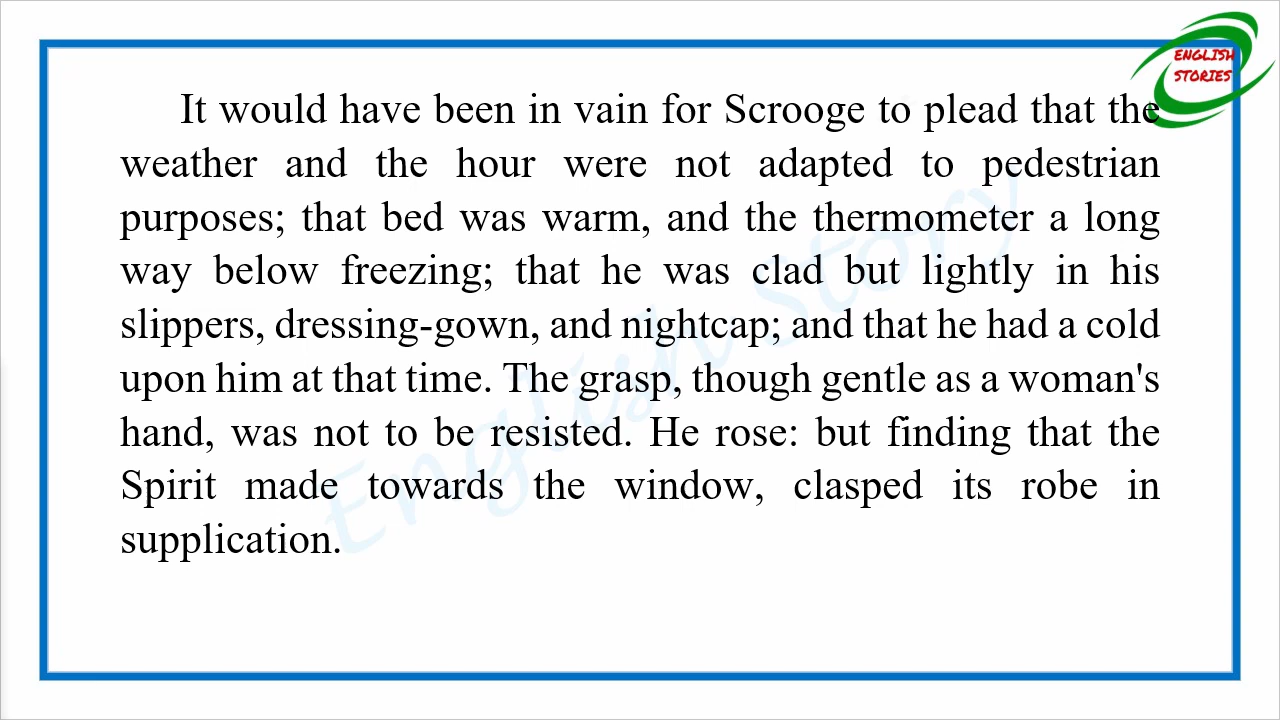 ENGLISH
STORIES
It would have been in vain for Scrooge to plead that the
weather and the hour were not adapted to pedestrian
purposes; that bed was warm, and the thermometer a long
way below freezing; that he was clad but lightly in his
slippers, dressing-gown, and nightcap; and that he had a cold
upon him at that time. The grasp, though gentle as a woman's
hand, was not to be resisted. He rose: but finding that the
Spirit made towards the window, clasped its robe in
supplication.
English Story